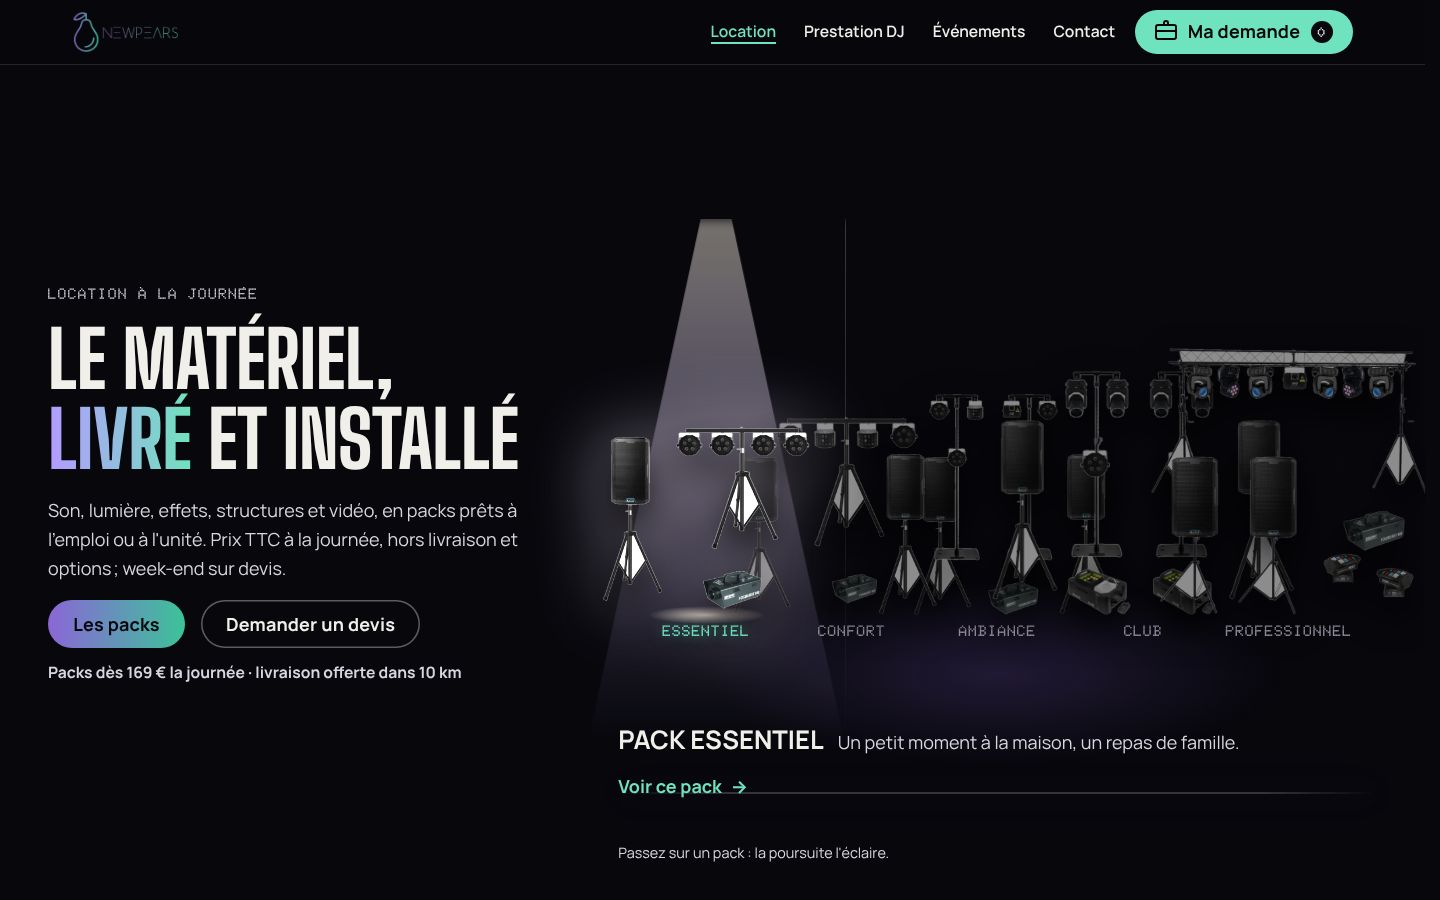 NEWPEARS
Location
Prestation DJ
Événements
Contact
Ma demande
0
LOCATION À LA JOURNÉE
LE MATÉRIEL,
LIVRÉ ET INSTALLÉ
Son, lumière, effets, structures et vidéo, en packs prêts à
l'emploi ou à l'unité. Prix TTC à la journée, hors livraison et
options ; week-end sur devis.
Les packs
Demander un devis
Packs dès 169 € la journée · livraison offerte dans 10 km
ESSENTIEL
CONFORT
AMBIANCE
CLUB
PROFESSIONNEL
PACK ESSENTIEL Un petit moment à la maison, un repas de famille.
Voir ce pack →
Passez sur un pack : la poursuite l'éclaire.